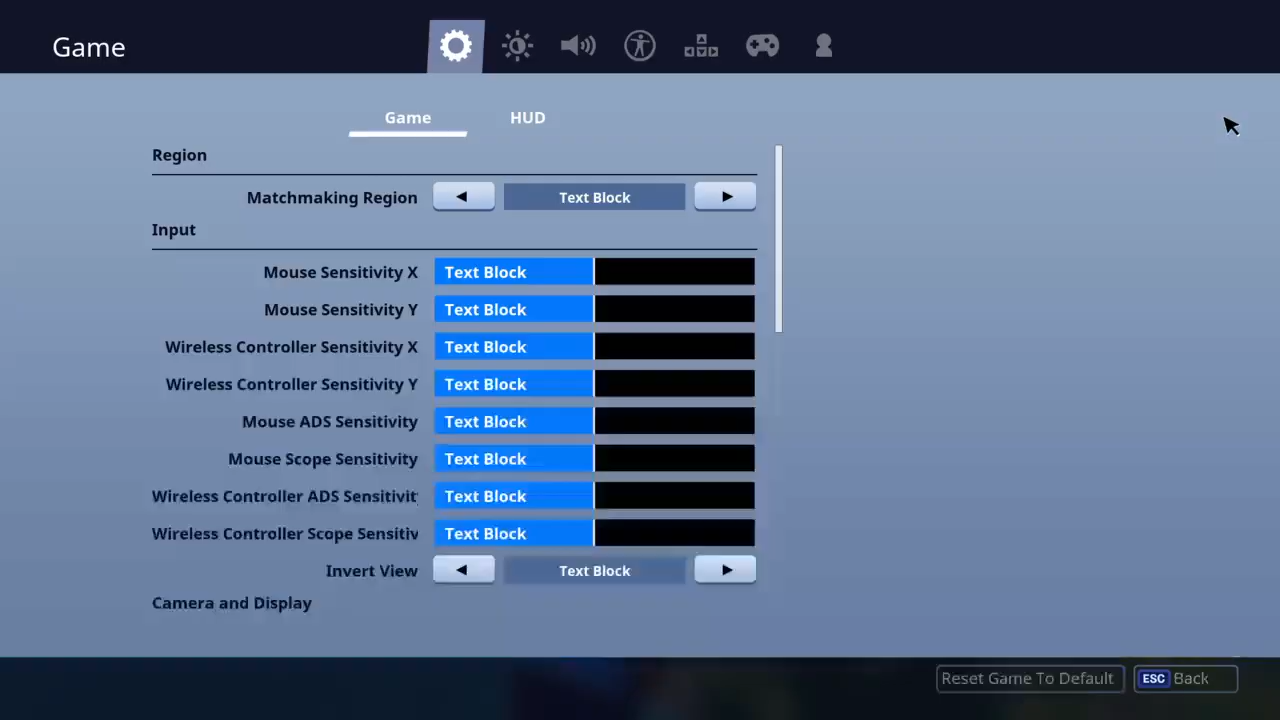 Game
Game
HUD
Region
Matchmaking Region
Text Block
Input
Mouse Sensitivity X
Text Block
Mouse Sensitivity Y
Text Block
Wireless Controller Sensitivity X
Text Block
Wireless Controller Sensitivity Y
Text Block
Mouse ADS Sensitivity
Text Block
Mouse Scope Sensitivity
Text Block
Wireless Controller ADS Sensitivit
Text Block
Wireless Controller Scope Sensitiv
Text Block
Invert View
Text Block
Camera and Display
Reset Game To Default
ESC Back